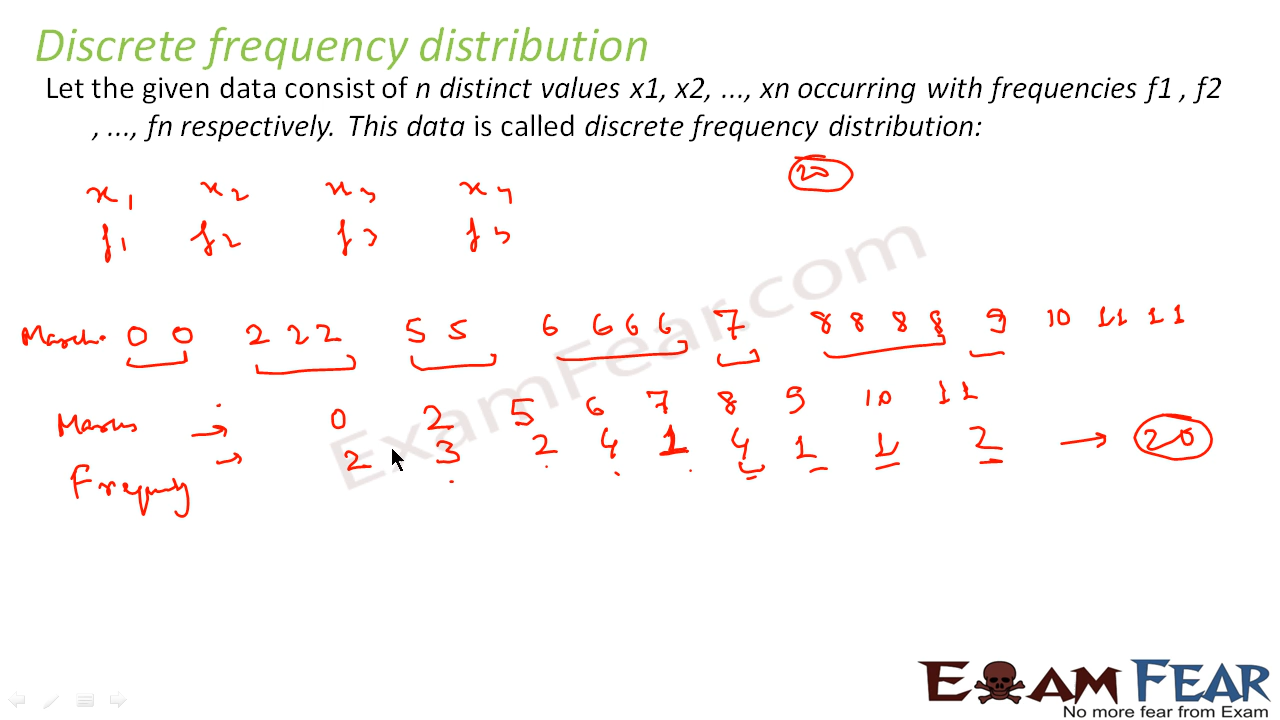 Discrete frequency distribution
Let the given data consist of n distinct values x1, x2, ..., xn occurring with frequencies f1 , f2
, ..., fn respectively. This data is called discrete frequency distribution:
20
x1 x2 x3 x4
f1 f2 f3
Marks 0 0 2 2 2 5 5 6 6 6 6 7 8 8 8 8 9 10 11 11
Marks → 0 2 5 6 7 8 9 10 11
Frequency → 2 3 2 4 1 4 1 1 2 → 20
ExamFear.com
EXAM FEAR
No more fear from Exam